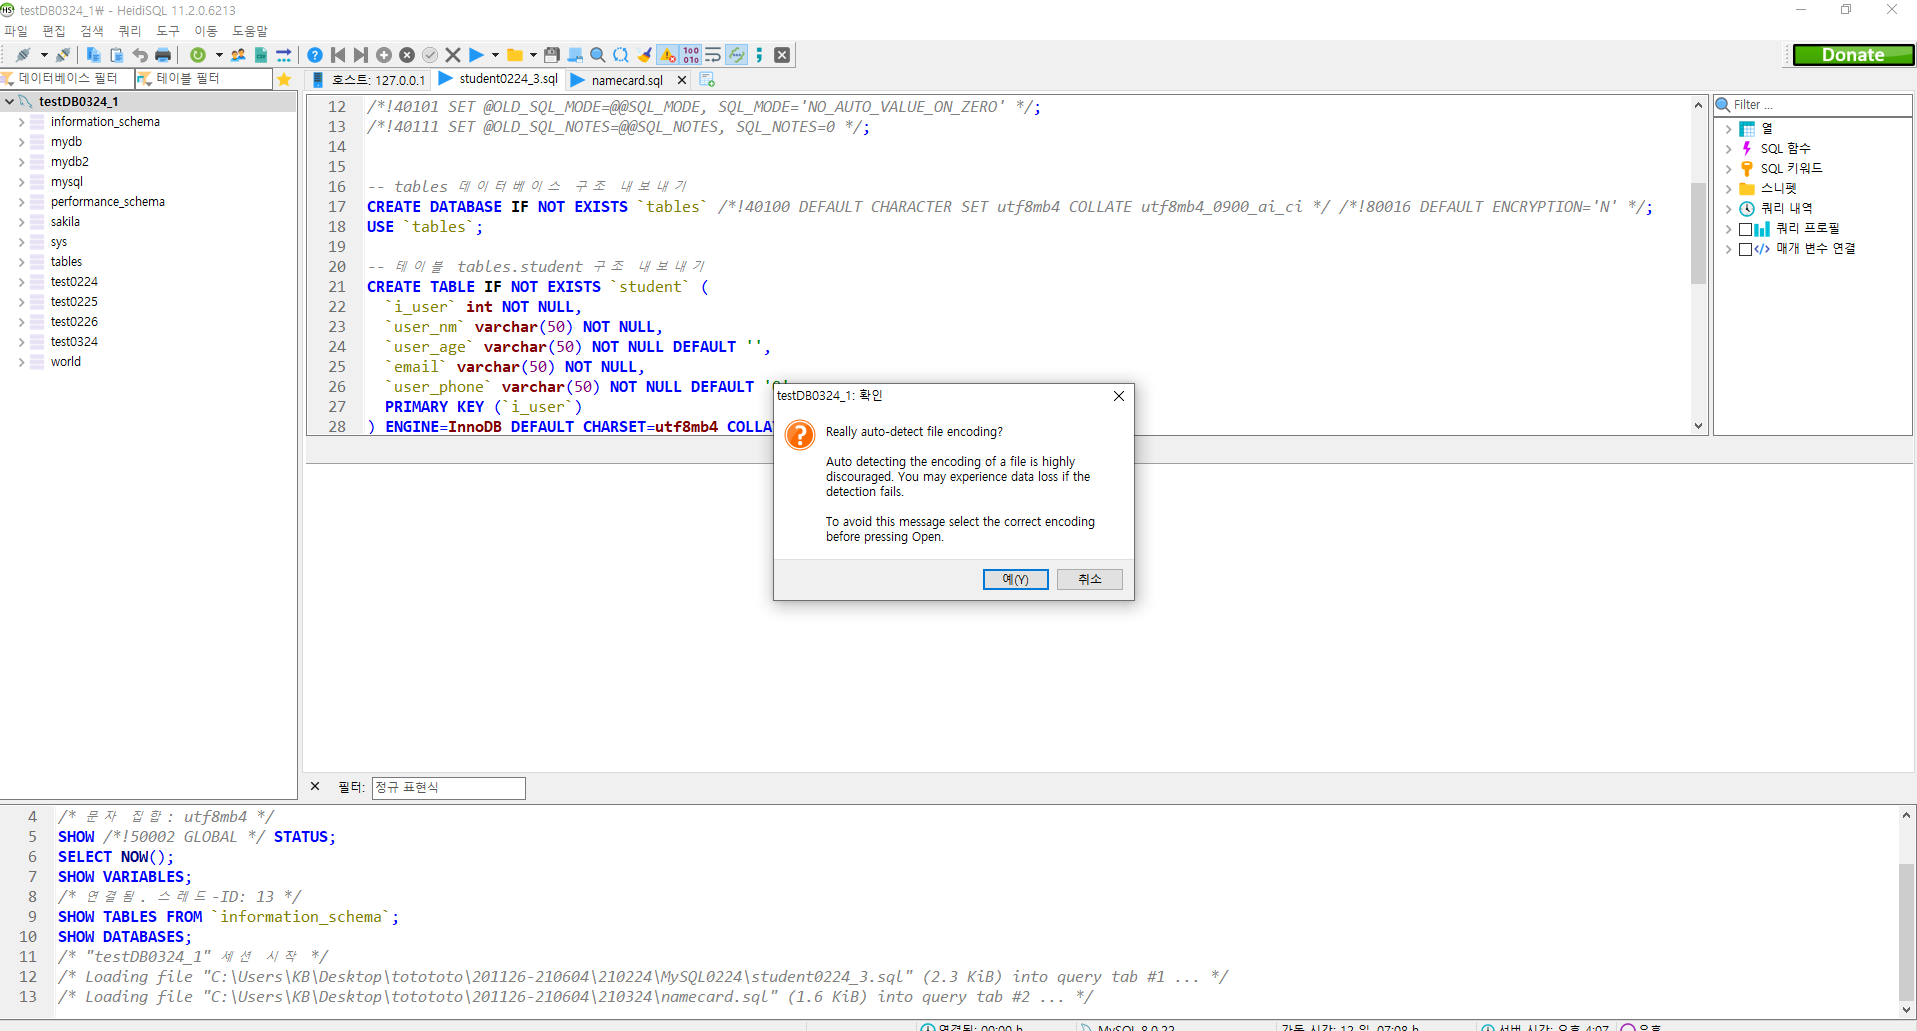 testDB0324_1₩ - HeidiSQL 11.2.0.6213
파일 편집 검색 쿼리 도구 이동 도움말
Donate
데이터베이스 필터 테이블 필터
호스트: 127.0.0.1 student0224_3.sql namecard.sql
testDB0324_1
information_schema
mydb
mydb2
mysql
performance_schema
sakila
sys
tables
test0224
test0225
test0226
test0324
world
12 /*!40101 SET @OLD_SQL_MODE=@@SQL_MODE, SQL_MODE='NO_AUTO_VALUE_ON_ZERO' */;
13 /*!40111 SET @OLD_SQL_NOTES=@@SQL_NOTES, SQL_NOTES=0 */;
14
15
16 -- tables 데이터베이스 구조 내보내기
17 CREATE DATABASE IF NOT EXISTS `tables` /*!40100 DEFAULT CHARACTER SET utf8mb4 COLLATE utf8mb4_0900_ai_ci */ /*!80016 DEFAULT ENCRYPTION='N' */;
18 USE `tables`;
19
20 -- 테이블 tables.student 구조 내보내기
21 CREATE TABLE IF NOT EXISTS `student` (
22 `i_user` int NOT NULL,
23 `user_nm` varchar(50) NOT NULL,
24 `user_age` varchar(50) NOT NULL DEFAULT '',
25 `email` varchar(50) NOT NULL,
26 `user_phone` varchar(50) NOT NULL DEFAULT
27 PRIMARY KEY (`i_user`)
28 ) ENGINE=InnoDB DEFAULT CHARSET=utf8mb4
Filter ...
열
SQL 함수
SQL 키워드
스니펫
쿼리 내역
쿼리 프로필
매개 변수 연결
testDB0324_1: 확인
Really auto-detect file encoding?
Auto detecting the encoding of a file is highly
discouraged. You may experience data loss if the
detection fails.
To avoid this message select the correct encoding
before pressing Open.
예(Y) 취소
필터: 정규 표현식
4 /* 문자 집합: utf8mb4 */
5 SHOW /*!50002 GLOBAL */ STATUS;
6 SELECT NOW();
7 SHOW VARIABLES;
8 /* 연결됨. 스레드-ID: 13 */
9 SHOW TABLES FROM `information_schema`;
10 SHOW DATABASES;
11 /* "testDB0324_1" 세션 시작 */
12 /* Loading file "C:\Users\KB\Desktop\totototo\201126-210604\210224\MySQL0224\student0224_3.sql" (2.3 KiB) into query tab #1 ... */
13 /* Loading file "C:\Users\KB\Desktop\totototo\201126-210604\210324\namecard.sql" (1.6 KiB) into query tab #2 ... */
연결됨: 00:00 h MySQL 8.0.22 가동 시간: 12 일, 07:08 h 서버 시간: 오후 4:07